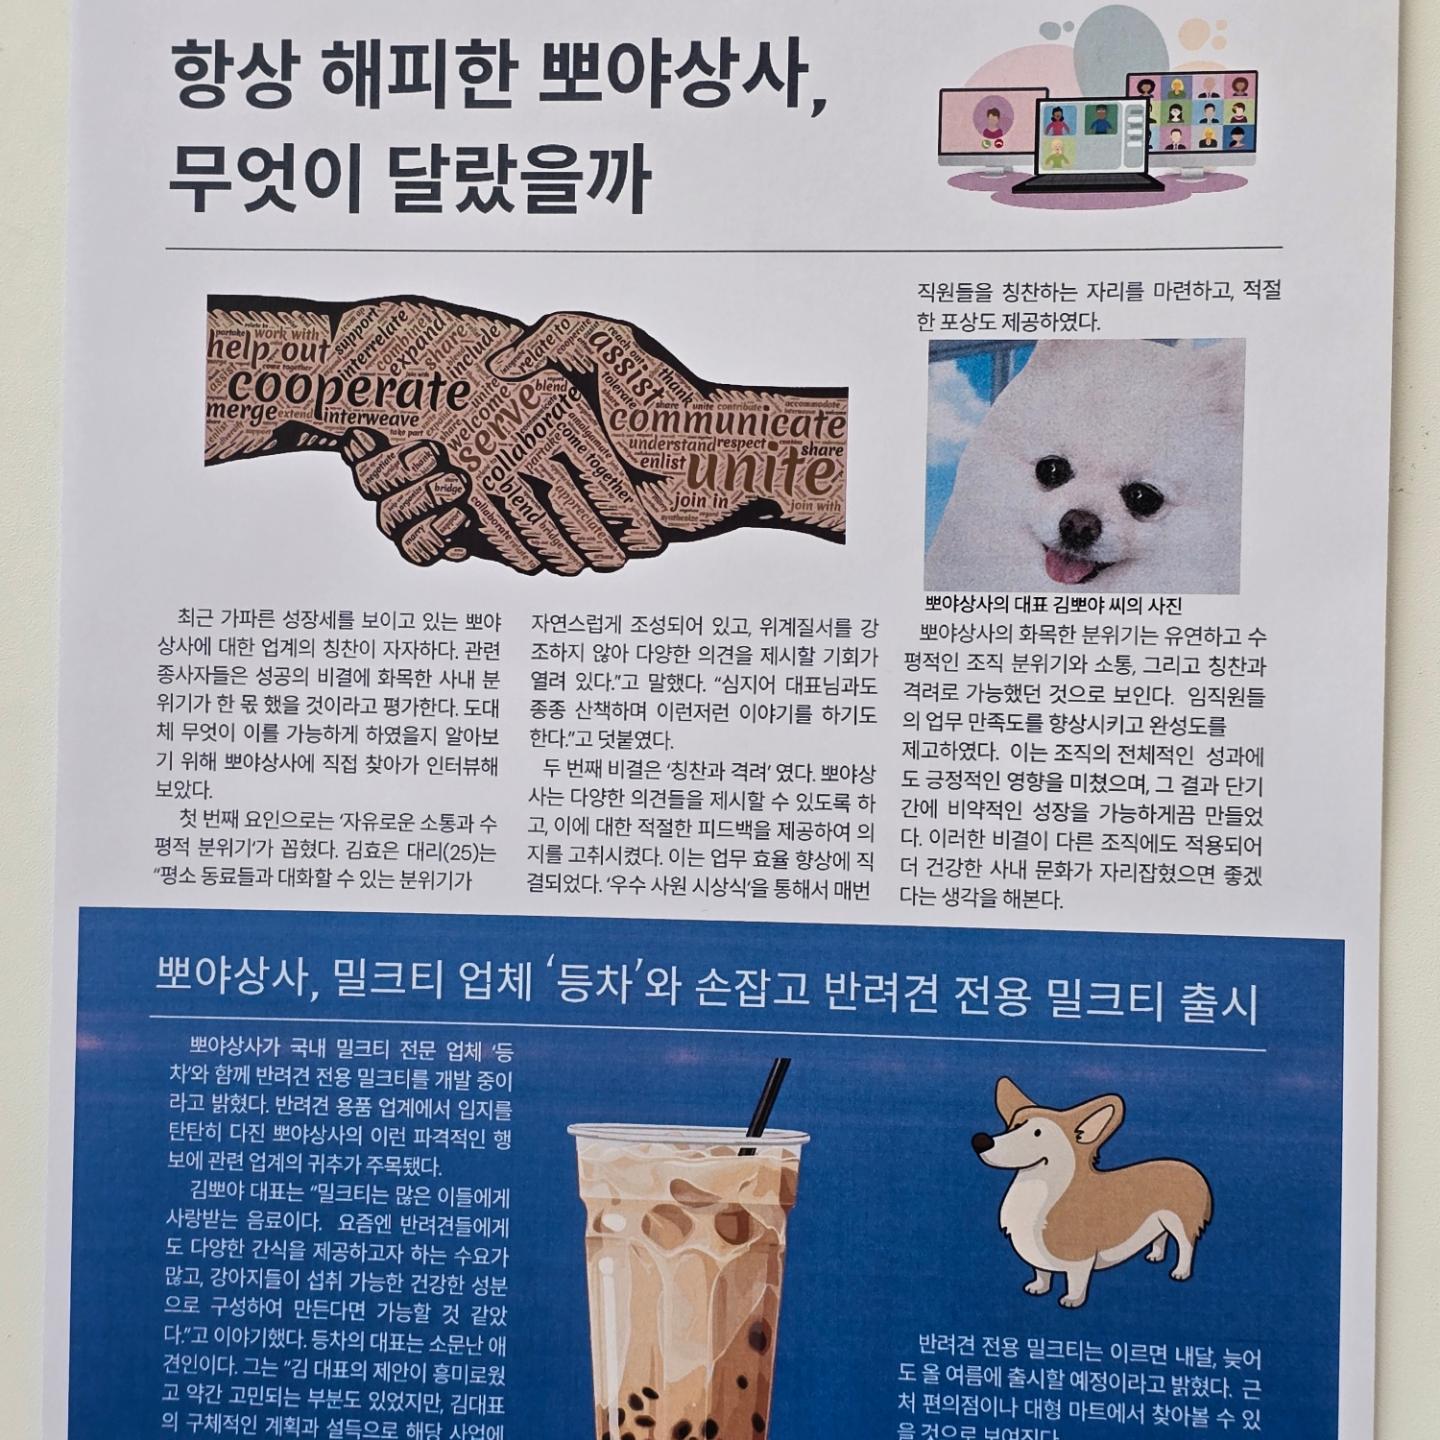 항상 해피한 뽀야상사,
무엇이 달랐을까
work with
support
help out
interrelate
expand
share
include
relate to
cooperate
merge
extend
interweave
take part
welcome
serve
blend
collaborate
come together
bridge
blend
appreciate
reach out
assist
tolerate
thank
share
unite
contribute
accommodate
communicate
understand
respect
share
enlist
unite
join in
join with
최근 가파른 성장세를 보이고 있는 뽀야
상사에 대한 업계의 칭찬이 자자하다. 관련
종사자들은 성공의 비결에 화목한 사내 분
위기가 한 몫 했을 것이라고 평가한다. 도대
체 무엇이 이를 가능하게 하였을지 알아보
기 위해 뽀야상사에 직접 찾아가 인터뷰해
보았다.
첫 번째 요인으로는 ‘자유로운 소통과 수
평적 분위기’가 꼽혔다. 김효은 대리(25)는
“평소 동료들과 대화할 수 있는 분위기가
자연스럽게 조성되어 있고, 위계질서를 강
조하지 않아 다양한 의견을 제시할 기회가
열려 있다.”고 말했다. “심지어 대표님과도
종종 산책하며 이런저런 이야기를 하기도
한다.”고 덧붙였다.
두 번째 비결은 ‘칭찬과 격려’ 였다. 뽀야상
사는 다양한 의견들을 제시할 수 있도록 하
고, 이에 대한 적절한 피드백을 제공하여 의
지를 고취시켰다. 이는 업무 효율 향상에 직
결되었다. ‘우수 사원 시상식’을 통해서 매번
직원들을 칭찬하는 자리를 마련하고, 적절
한 포상도 제공하였다.
뽀야상사의 대표 김뽀야 씨의 사진
뽀야상사의 화목한 분위기는 유연하고 수
평적인 조직 분위기와 소통, 그리고 칭찬과
격려로 가능했던 것으로 보인다. 임직원들
의 업무 만족도를 향상시키고 완성도를
제고하였다. 이는 조직의 전체적인 성과에
도 긍정적인 영향을 미쳤으며, 그 결과 단기
간에 비약적인 성장을 가능하게끔 만들었
다. 이러한 비결이 다른 조직에도 적용되어
더 건강한 사내 문화가 자리잡혔으면 좋겠
다는 생각을 해본다.
뽀야상사, 밀크티 업체 ‘등차’와 손잡고 반려견 전용 밀크티 출시
뽀야상사가 국내 밀크티 전문 업체 ‘등
차’와 함께 반려견 전용 밀크티를 개발 중이
라고 밝혔다. 반려견 용품 업계에서 입지를
탄탄히 다진 뽀야상사의 이런 파격적인 행
보에 관련 업계의 귀추가 주목됐다.
김뽀야 대표는 “밀크티는 많은 이들에게
사랑받는 음료이다. 요즘엔 반려견들에게
도 다양한 간식을 제공하고자 하는 수요가
많고, 강아지들이 섭취 가능한 건강한 성분
으로 구성하여 만든다면 가능할 것 같았
다.”고 이야기했다. 등차의 대표는 소문난 애
견인이다. 그는 “김 대표의 제안이 흥미로웠
고 약간 고민되는 부분도 있었지만, 김대표
의 구체적인 계획과 설득으로 해당 사업에
반려견 전용 밀크티는 이르면 내달, 늦어
도 올 여름에 출시할 예정이라고 밝혔다. 근
처 편의점이나 대형 마트에서 찾아볼 수 있
을 것으로 보여진다.